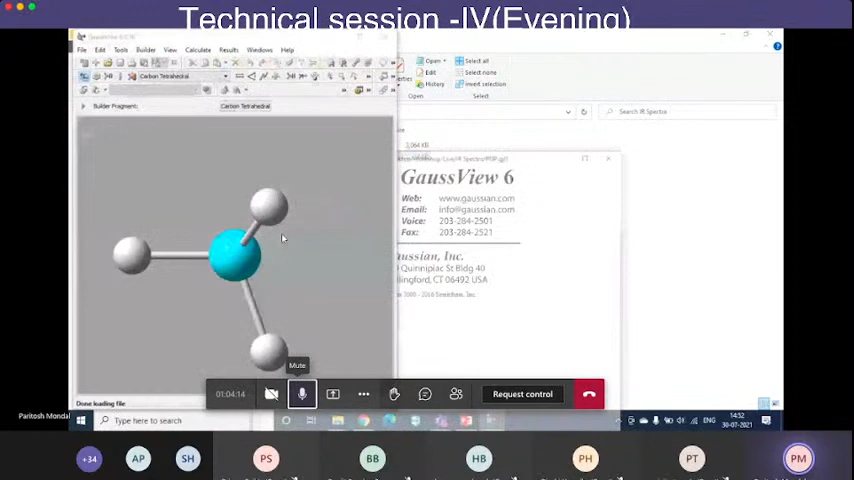 Technical session -IV(Evening)
File Edit Tools Builder View Calculate Results Windows Help
Open Select all
Edit Select none
History Invert selection
Open Select
Carbon Tetrahedral
Builder Fragment: Carbon Tetrahedral
Search IR Spectra
3,064 KB
GaussView 6
Web: www.gaussian.com
Email: info@gaussian.com
Voice: 203-284-2501
Fax: 203-284-2521
aussian, Inc.
Quinnipiac St Bldg 40
llingford, CT 06492 USA
Mute
01:04:14
Request control
Done loading file
Paritosh Mondal
Type here to search
ENG
14:52
30-07-2021
+34 AP SH PS BB HB PH PT PM